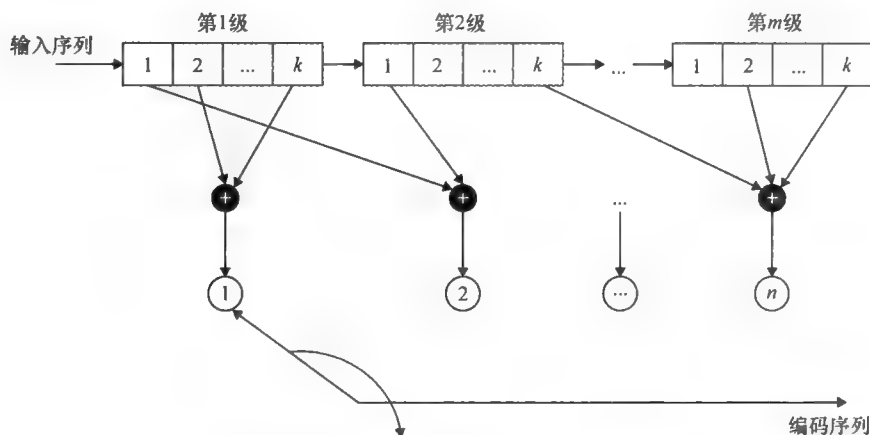 第1级 第2级 第m级
输入序列
1 2 ... k 1 2 ... k ... 1 2 ... k
+ + ... +
1 2 ... n
编码序列